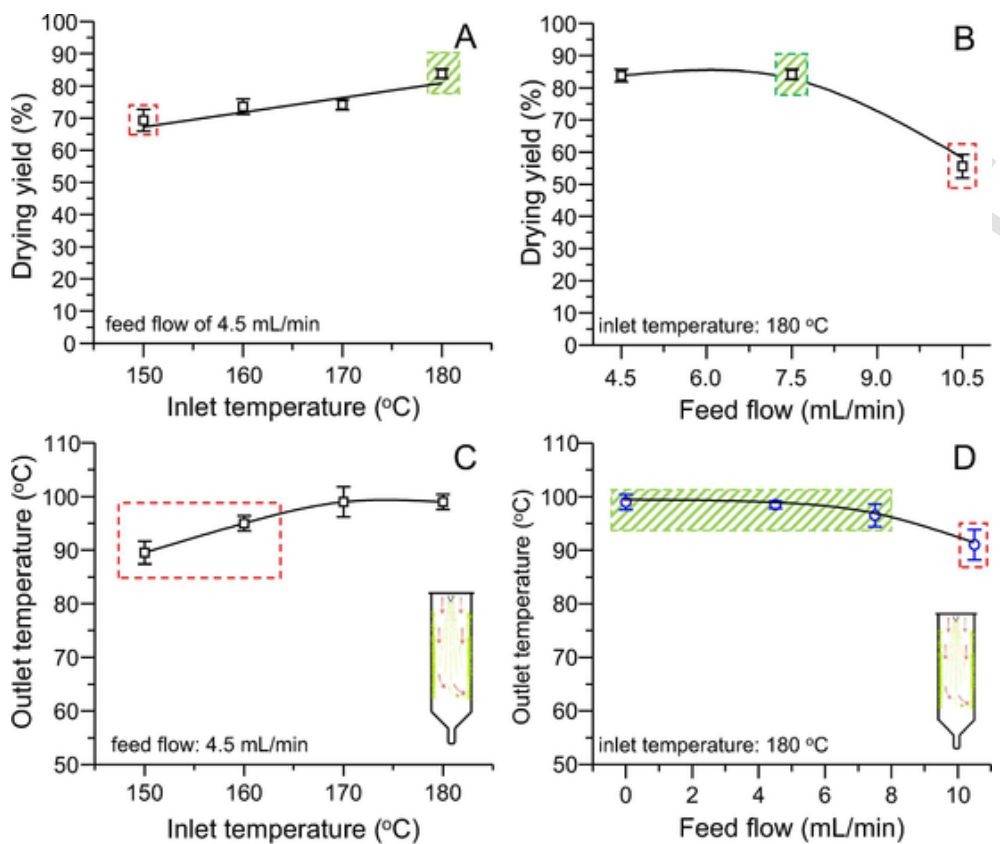 A
Drying yield (%)
100
90
80
70
60
50
40
30
20
10
0
feed flow of 4.5 mL/min
150 160 170 180
Inlet temperature (ºC)
B
Drying yield (%)
100
90
80
70
60
50
40
30
20
10
0
inlet temperature: 180 ºC
4.5 6.0 7.5 9.0 10.5
Feed flow (mL/min)
C
Outlet temperature (ºC)
110
100
90
80
70
60
50
feed flow: 4.5 mL/min
150 160 170 180
Inlet temperature (ºC)
D
Outlet temperature (ºC)
110
100
90
80
70
60
50
inlet temperature: 180 ºC
0 2 4 6 8 10
Feed flow (mL/min)